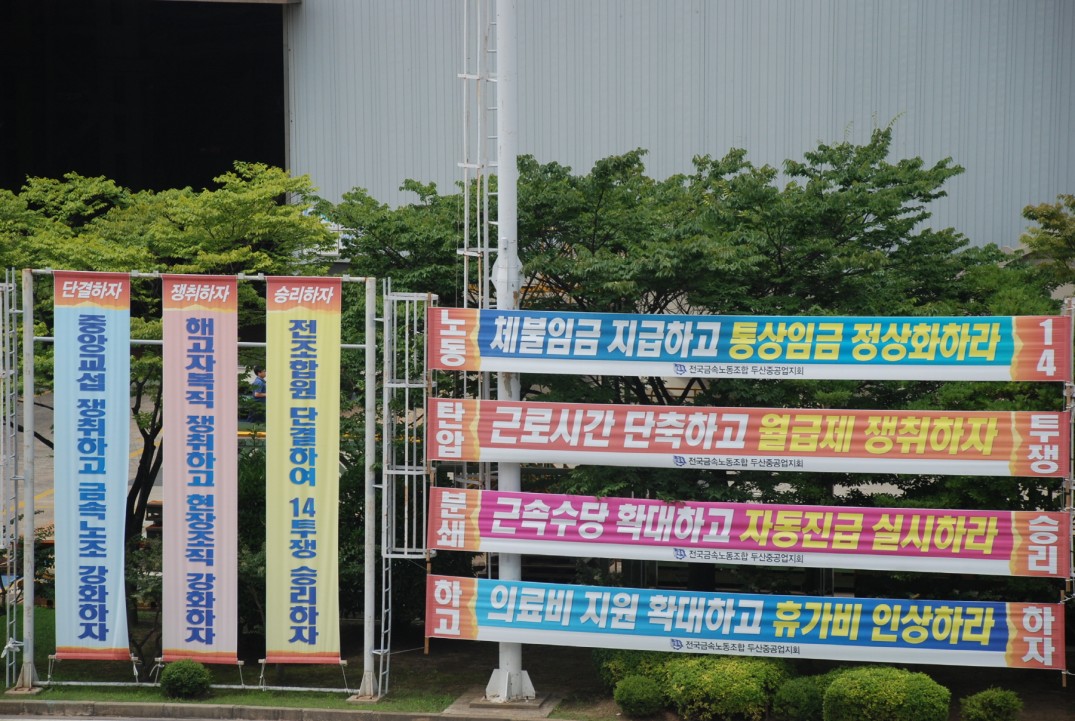 단결하자
중앙교섭 쟁취하고 금속노조 강화하자
쟁취하자
해고자복직 쟁취하고 현장조직 강화하자
승리하자
전조합원 단결하여 14투쟁 승리하자
노동 체불임금 지급하고 통상임금 정상화하라 14
전국금속노동조합 두산중공업지회
탄압 근로시간 단축하고 월급제 쟁취하자 투쟁
전국금속노동조합 두산중공업지회
분쇄 근속수당 확대하고 자동진급 실시하라 승리
전국금속노동조합 두산중공업지회
하고 의료비 지원 확대하고 휴가비 인상하라 하자
전국금속노동조합 두산중공업지회